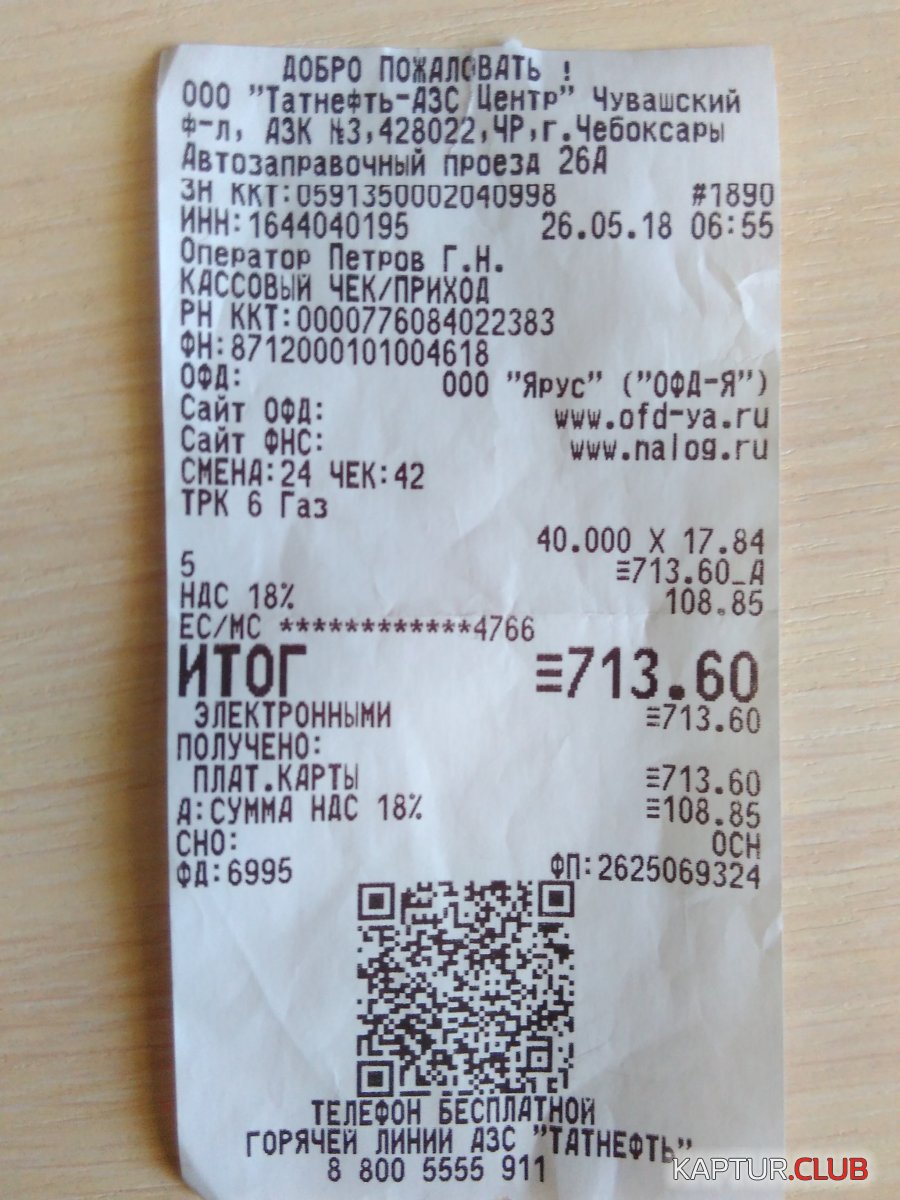 ДОБРО ПОЖАЛОВАТЬ !
ООО "Татнефть-АЗС Центр" Чувашский
Ф-л, АЗК №3,428022,ЧР,г.Чебоксары
Автозаправочный проезд 26А
ЗН ККТ:0591350002040998 #1890
ИНН:1644040195 26.05.18 06:55
Оператор Петров Г.Н.
КАССОВЫЙ ЧЕК/ПРИХОД
РН ККТ:0000776084022383
ФН:8712000101004618
ОФД: ООО "Ярус" ("ОФД-Я")
Сайт ОФД: www.ofd-ya.ru
Сайт ФНС: www.nalog.ru
СМЕНА:24 ЧЕК:42
ТРК 6 Газ
40.000 X 17.84
5 ≡713.60_А
НДС 18% 108.85
ЕС/МС ************4766
ИТОГ ≡713.60
ЭЛЕКТРОННЫМИ ≡713.60
ПОЛУЧЕНО:
ПЛАТ.КАРТЫ ≡713.60
А:СУММА НДС 18% ≡108.85
СНО: ОСН
ФД:6995 ФП:2625069324
ТЕЛЕФОН БЕСПЛАТНОЙ
ГОРЯЧЕЙ ЛИНИИ АЗС "ТАТНЕФТЬ"
8 800 5555 911
KAPTUR.CLUB